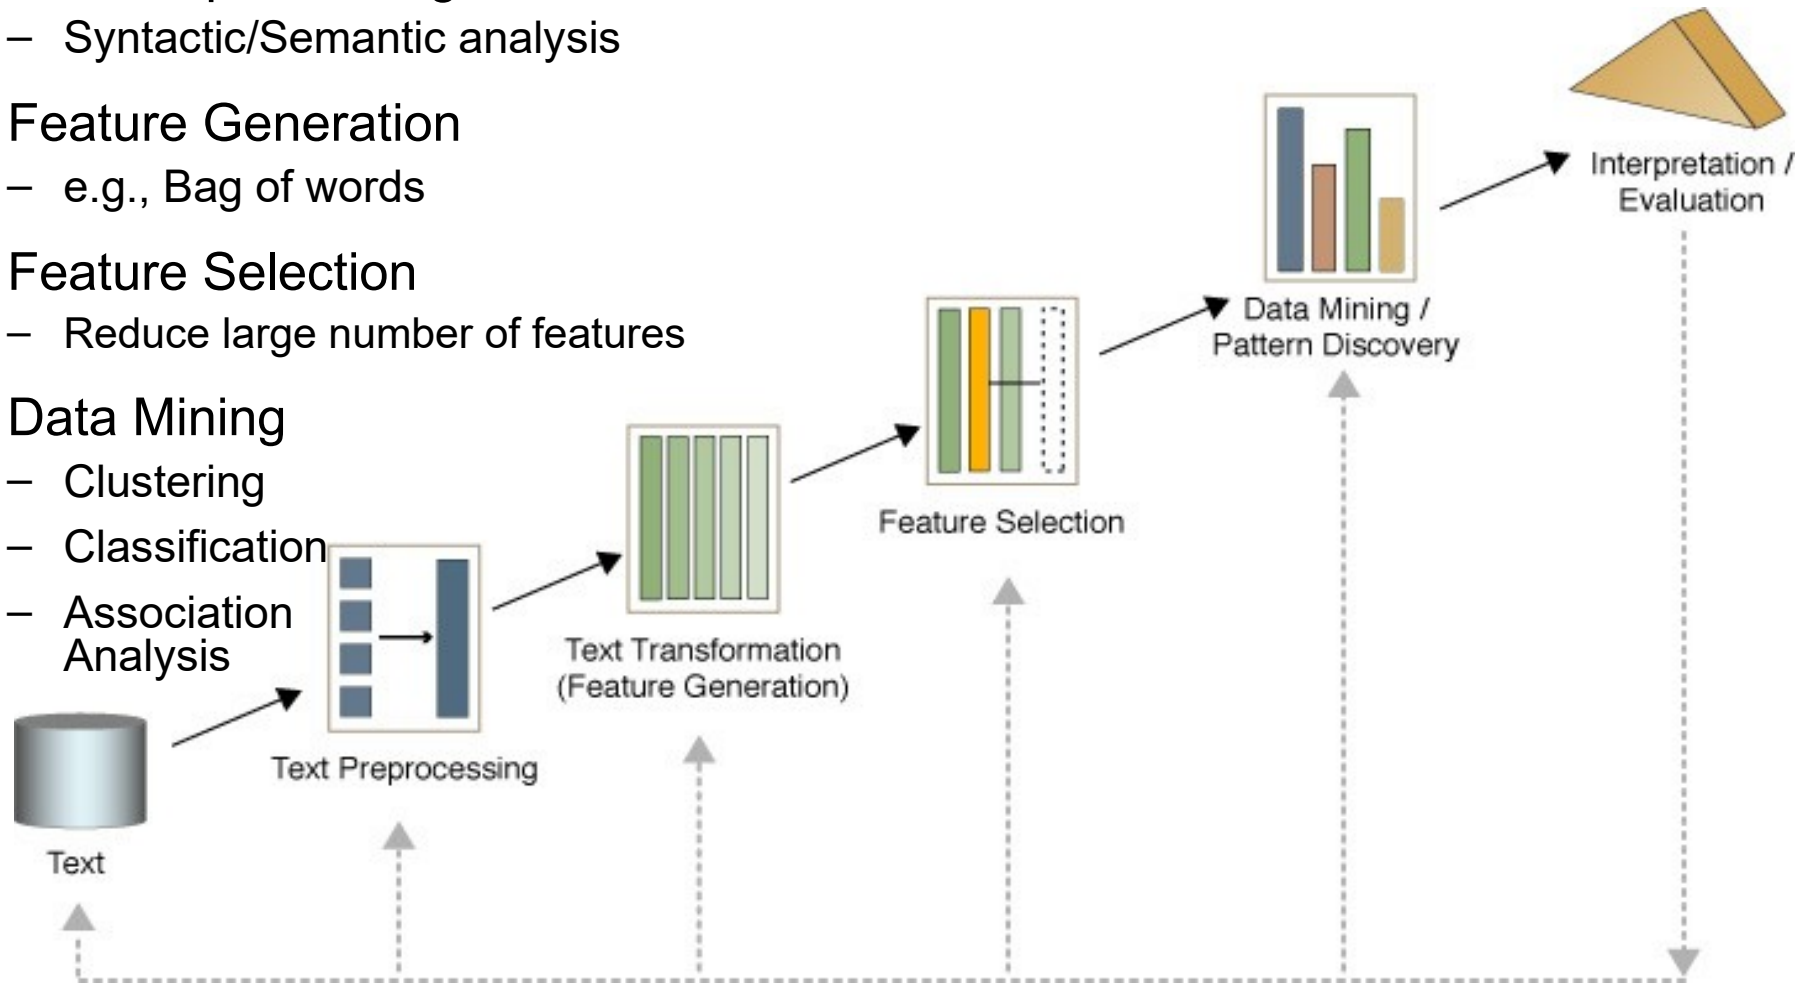 – Syntactic/Semantic analysis
Feature Generation
– e.g., Bag of words
Feature Selection
– Reduce large number of features
Data Mining
– Clustering
– Classification
– Association
Analysis
Text
Text Preprocessing
Text Transformation
(Feature Generation)
Feature Selection
Data Mining /
Pattern Discovery
Interpretation /
Evaluation